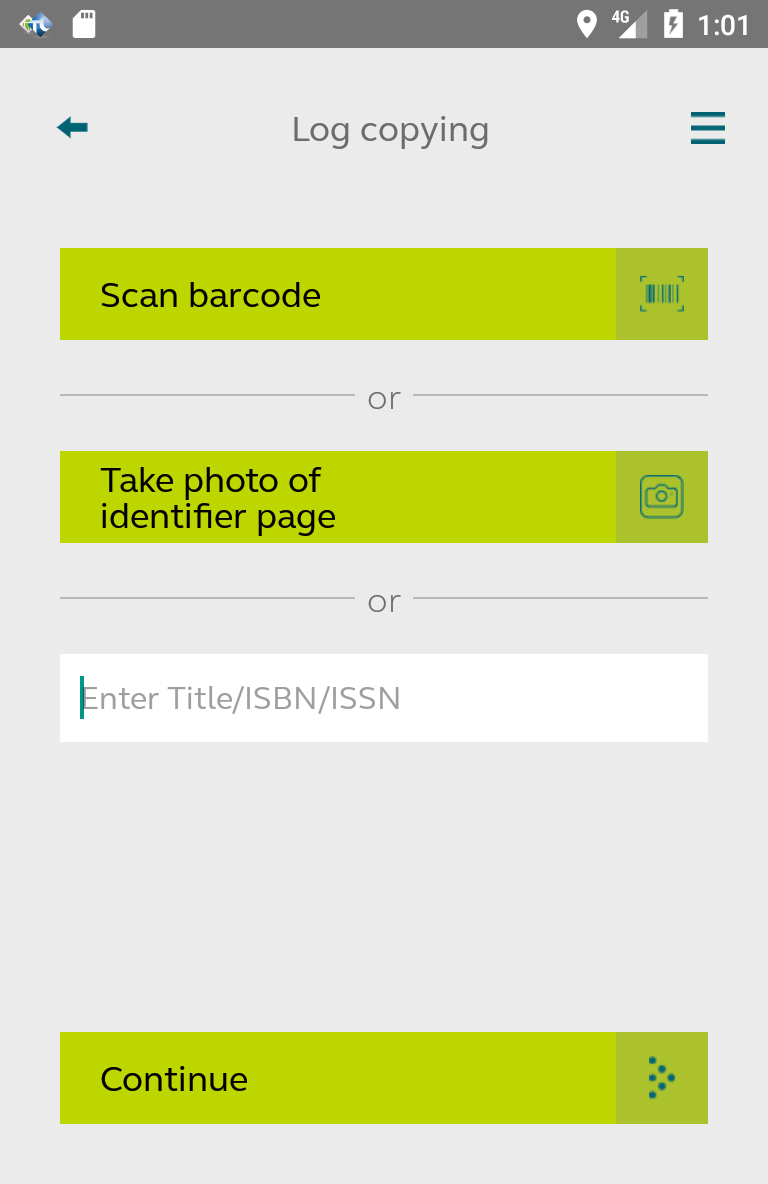 4G 1:01
Log copying
Scan barcode
or
Take photo of
identifier page
or
Enter Title/ISBN/ISSN
Continue